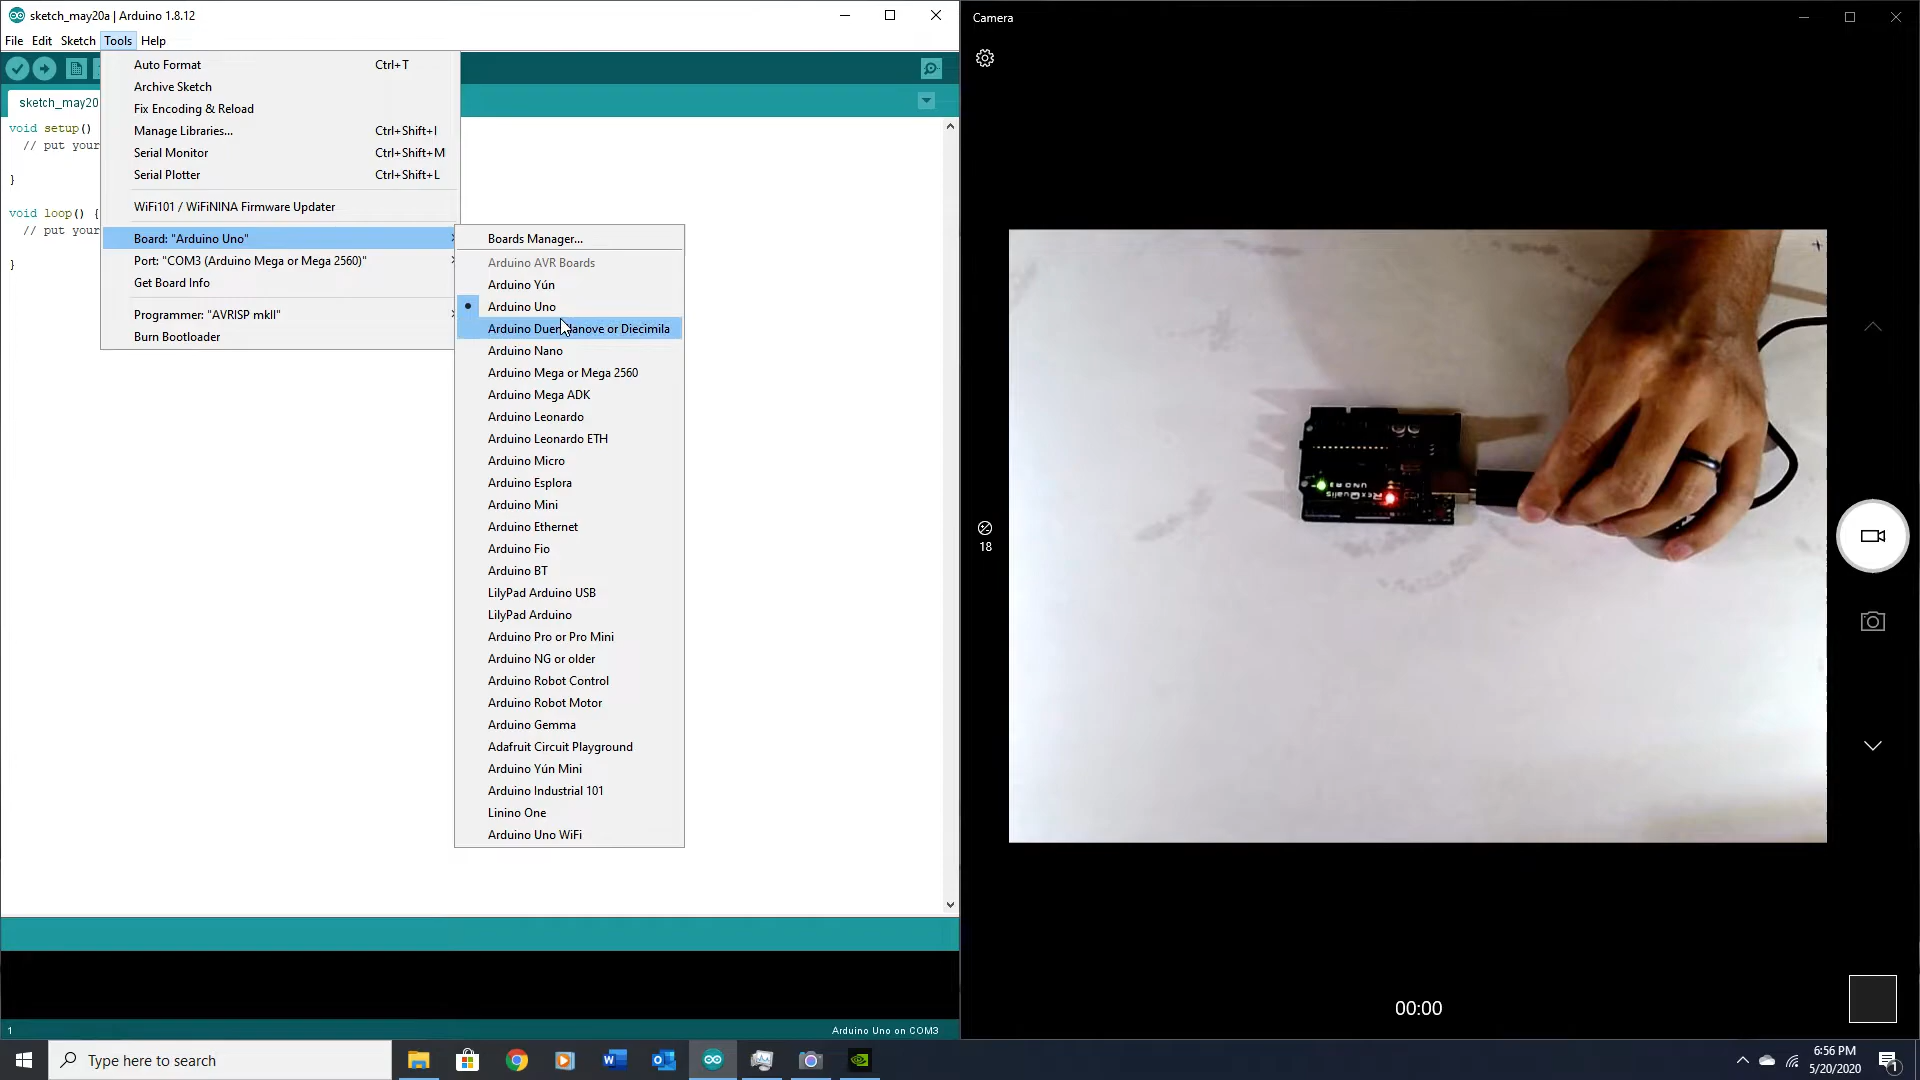 sketch_may20a | Arduino 1.8.12
File Edit Sketch Tools Help
sketch_may20
void setup()
// put your
}
void loop() {
// put your
}
Auto Format Ctrl+T
Archive Sketch
Fix Encoding & Reload
Manage Libraries... Ctrl+Shift+I
Serial Monitor Ctrl+Shift+M
Serial Plotter Ctrl+Shift+L
WiFi101 / WiFiNINA Firmware Updater
Board: "Arduino Uno"
Port: "COM3 (Arduino Mega or Mega 2560)"
Get Board Info
Programmer: "AVRISP mkII"
Burn Bootloader
Boards Manager...
Arduino AVR Boards
Arduino Yún
Arduino Uno
Arduino Duemilanove or Diecimila
Arduino Nano
Arduino Mega or Mega 2560
Arduino Mega ADK
Arduino Leonardo
Arduino Leonardo ETH
Arduino Micro
Arduino Esplora
Arduino Mini
Arduino Ethernet
Arduino Fio
Arduino BT
LilyPad Arduino USB
LilyPad Arduino
Arduino Pro or Pro Mini
Arduino NG or older
Arduino Robot Control
Arduino Robot Motor
Arduino Gemma
Adafruit Circuit Playground
Arduino Yún Mini
Arduino Industrial 101
Linino One
Arduino Uno WiFi
1
Arduino Uno on COM3
Camera
18
UNO R3
RexQualis
00:00
Type here to search
6:56 PM
5/20/2020
1